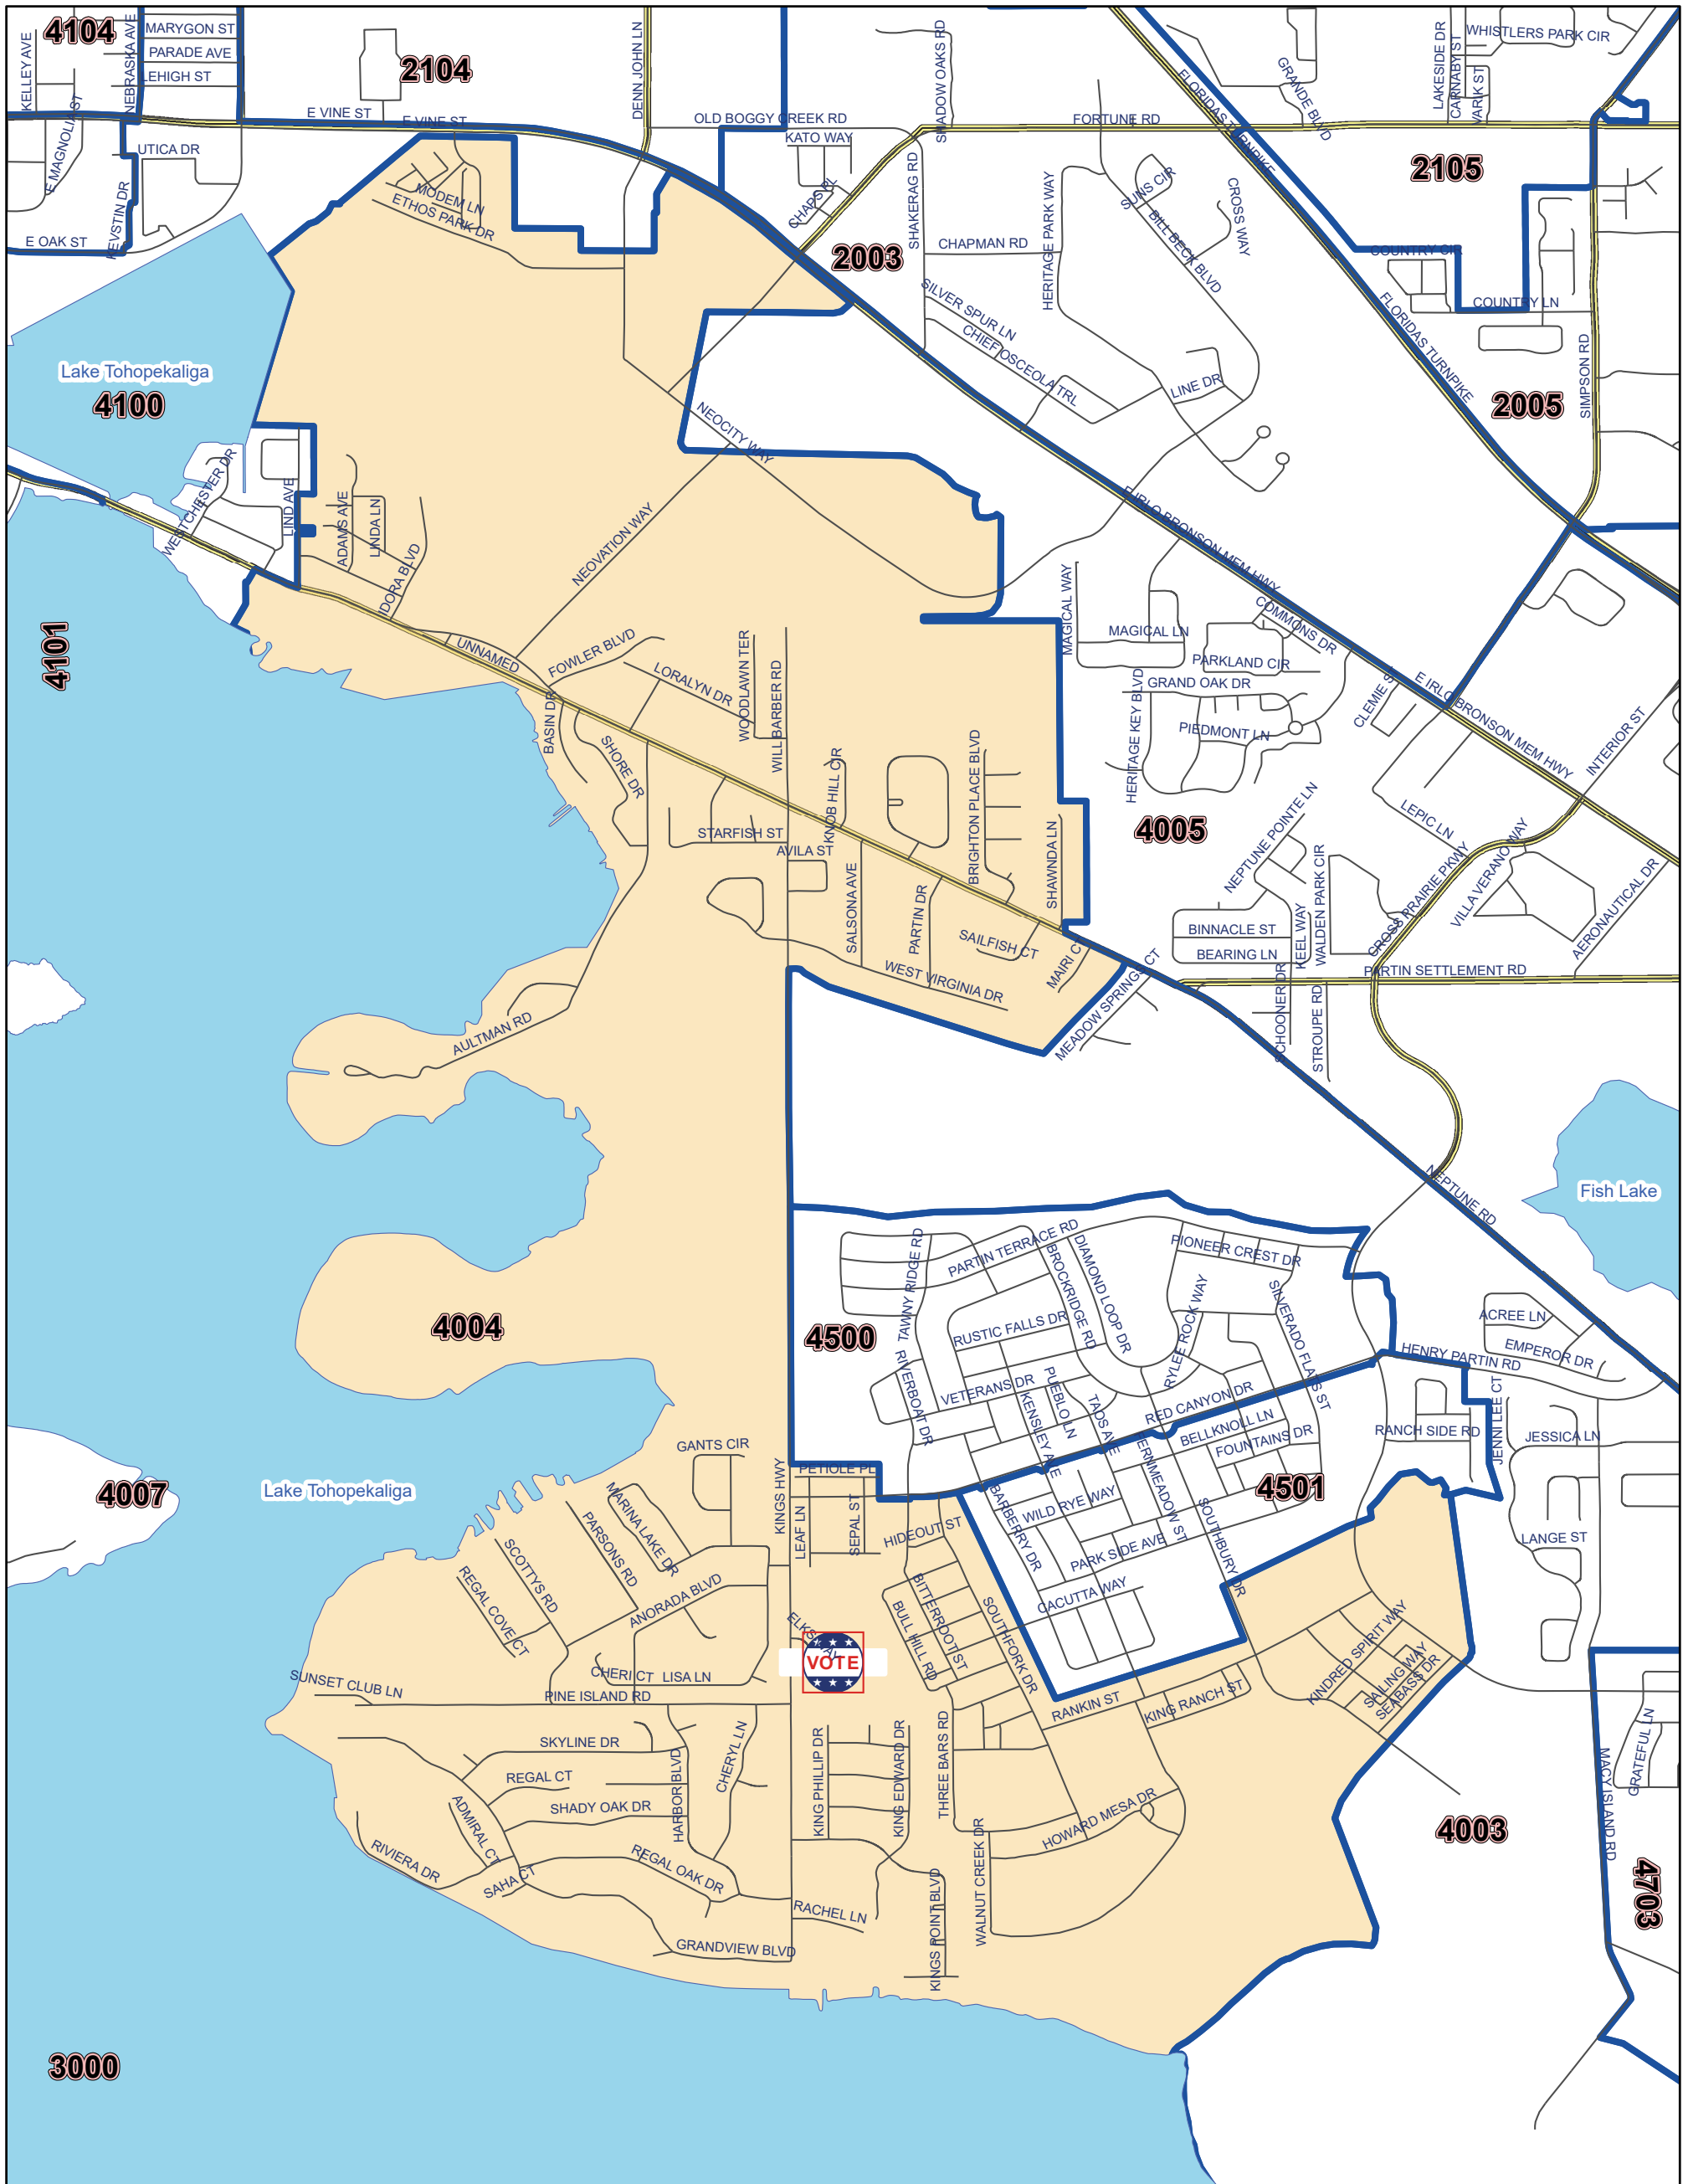 4104
MARYGON ST
PARADE AVE
LEHIGH ST
KELLEY AVE
NEBRASKA AVE
2104
DENN JOHN LN
SHADOW OAKS RD
FLORIDAS TURNPIKE
GRANDE BLVD
LAKESIDE DR
CARNABY ST
VARIK ST
WHISTLERS PARK CIR
E VINE ST
E VINE ST
OLD BOGGY CREEK RD
KATO WAY
FORTUNE RD
E MAGNOLIA ST
UTICA DR
KEVSTIN DR
E OAK ST
MODEM LN
ETHOS PARK DR
CHAPS PL
SHAKERAG RD
2003
CHAPMAN RD
HERITAGE PARK WAY
SUNS CIR
BILL BECK BLVD
CROSS WAY
2105
COUNTRY CIR
COUNTRY LN
FLORIDAS TURNPIKE
SIMPSON RD
2005
SILVER SPUR LN
CHIEF OSCEOLA TRL
LINE DR
Lake Tohopekaliga
4100
NEOCITY WAY
WESTCHESTER DR
LIND AVE
ADAMS AVE
LINDA LN
DORA BLVD
NEOVATION WAY
E IRLO BRONSON MEM HWY
4101
UNNAMED
FOWLER BLVD
LORALYN DR
WOODLAWN TER
WILL BARBER RD
BASIN DR
SHORE DR
MAGICAL WAY
MAGICAL LN
COMMONS DR
PARKLAND CIR
GRAND OAK DR
PIEDMONT LN
HERITAGE KEY BLVD
CLEMIE ST
E IRLO BRONSON MEM HWY
INTERIOR ST
KNOB HILL CIR
BRIGHTON PLACE BLVD
STARFISH ST
AVILA ST
SALSONA AVE
PARTIN DR
SHAWNDA LN
SAILFISH CT
MAIRI CT
WEST VIRGINIA DR
MEADOW SPRINGS CT
4005
NEPTUNE POINTE LN
LEPIC LN
CROSS PRAIRIE PKWY
VILLA VERANO WAY
AERONAUTICAL DR
WALDEN PARK CIR
KEEL WAY
BINNACLE ST
BEARING LN
PARTIN SETTLEMENT RD
SCHOONER DR
STROUPE RD
AULTMAN RD
NEPTUNE RD
Fish Lake
4004
4500
TAWNY RIDGE RD
PARTIN TERRACE RD
BROCKRIDGE RD
DIAMOND LOOP DR
PIONEER CREST DR
RYLEE ROCK WAY
SILVERADO FLATS ST
RUSTIC FALLS DR
RIVERBOAT DR
VETERANS DR
KENSLEY AVE
PUEBLO LN
TAOS AVE
RED CANYON DR
BELLKNOLL LN
FOUNTAINS DR
4501
ACREE LN
EMPEROR DR
HENRY PARTIN RD
JENNI LEE CT
RANCH SIDE RD
JESSICA LN
LANGE ST
4007
Lake Tohopekaliga
GANTS CIR
KINGS HWY
PETIOLE PL
LEAF LN
SEPAL ST
HIDEOUT ST
BARBERRY DR
WILD RYE WAY
FERNMEADOW ST
PARK SIDE AVE
SOUTHBURY DR
CACUTTA WAY
MARINA LAKE DR
PARSONS RD
SCOTTYS RD
REGAL COVE CT
ANORADA BLVD
CHERI CT
LISA LN
VOTE
BITTERROOT ST
BULL HILL RD
SOUTHFORK DR
RANKIN ST
KING RANCH ST
KINDRED SPIRIT WAY
SAILING WAY
SEABASS DR
SUNSET CLUB LN
PINE ISLAND RD
SKYLINE DR
REGAL CT
SHADY OAK DR
ADMIRAL CT
HARBOR BLVD
CHERYL LN
RIVIERA DR
SAHA CT
REGAL OAK DR
GRANDVIEW BLVD
RACHEL LN
KING PHILLIP DR
KING EDWARD DR
THREE BARS RD
HOWARD MESA DR
WALNUT CREEK DR
KINGS POINT BLVD
4003
MACY ISLAND RD
GRATEFUL LN
4703
3000